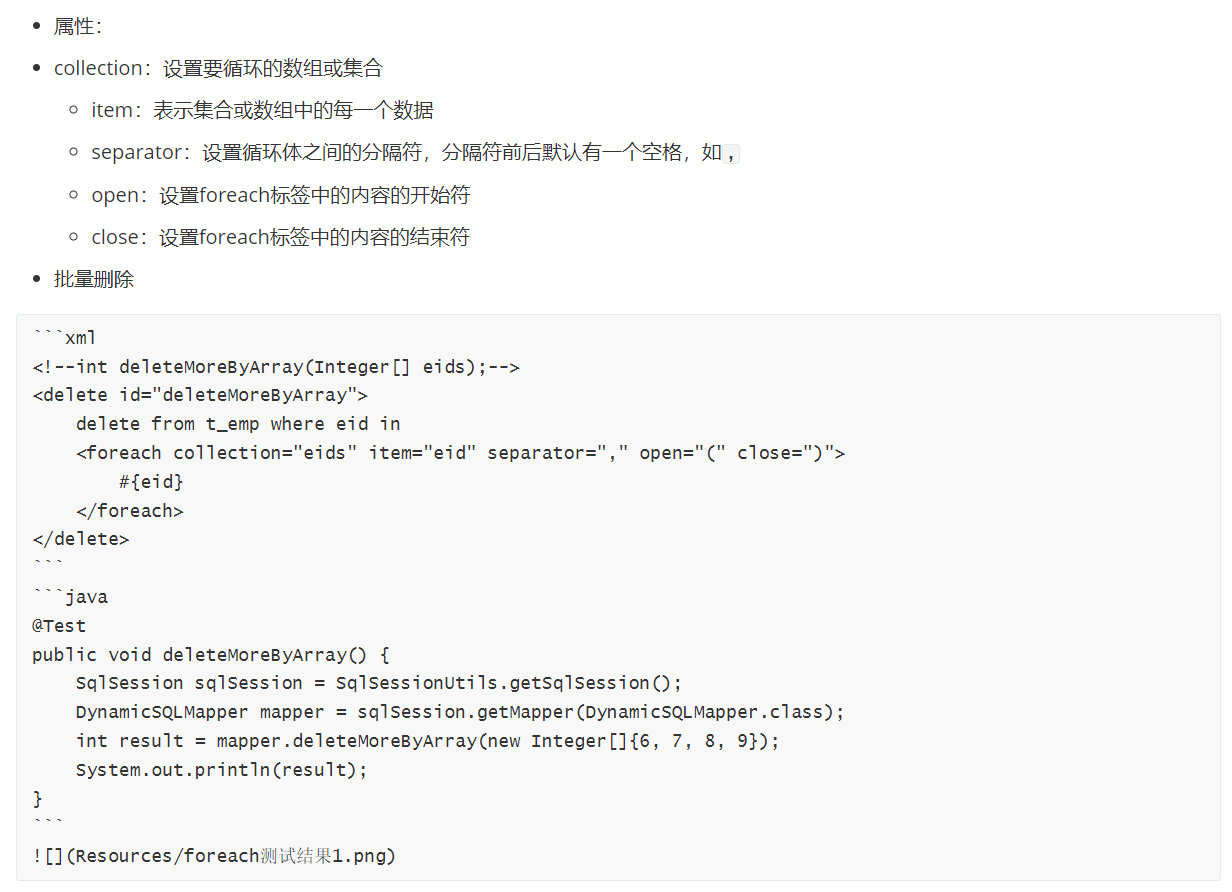 属性：
collection：设置要循环的数组或集合
item：表示集合或数组中的每一个数据
separator：设置循环体之间的分隔符，分隔符前后默认有一个空格，如 ,
open：设置foreach标签中的内容的开始符
close：设置foreach标签中的内容的结束符
批量删除
```xml
<!--int deleteMoreByArray(Integer[] eids);-->
<delete id="deleteMoreByArray">
    delete from t_emp where eid in
    <foreach collection="eids" item="eid" separator="," open="(" close=")">
        #{eid}
    </foreach>
</delete>
```
```java
@Test
public void deleteMoreByArray() {
    SqlSession sqlSession = SqlSessionUtils.getSqlSession();
    DynamicSQLMapper mapper = sqlSession.getMapper(DynamicSQLMapper.class);
    int result = mapper.deleteMoreByArray(new Integer[]{6, 7, 8, 9});
    System.out.println(result);
}
```
![](Resources/foreach测试结果1.png)